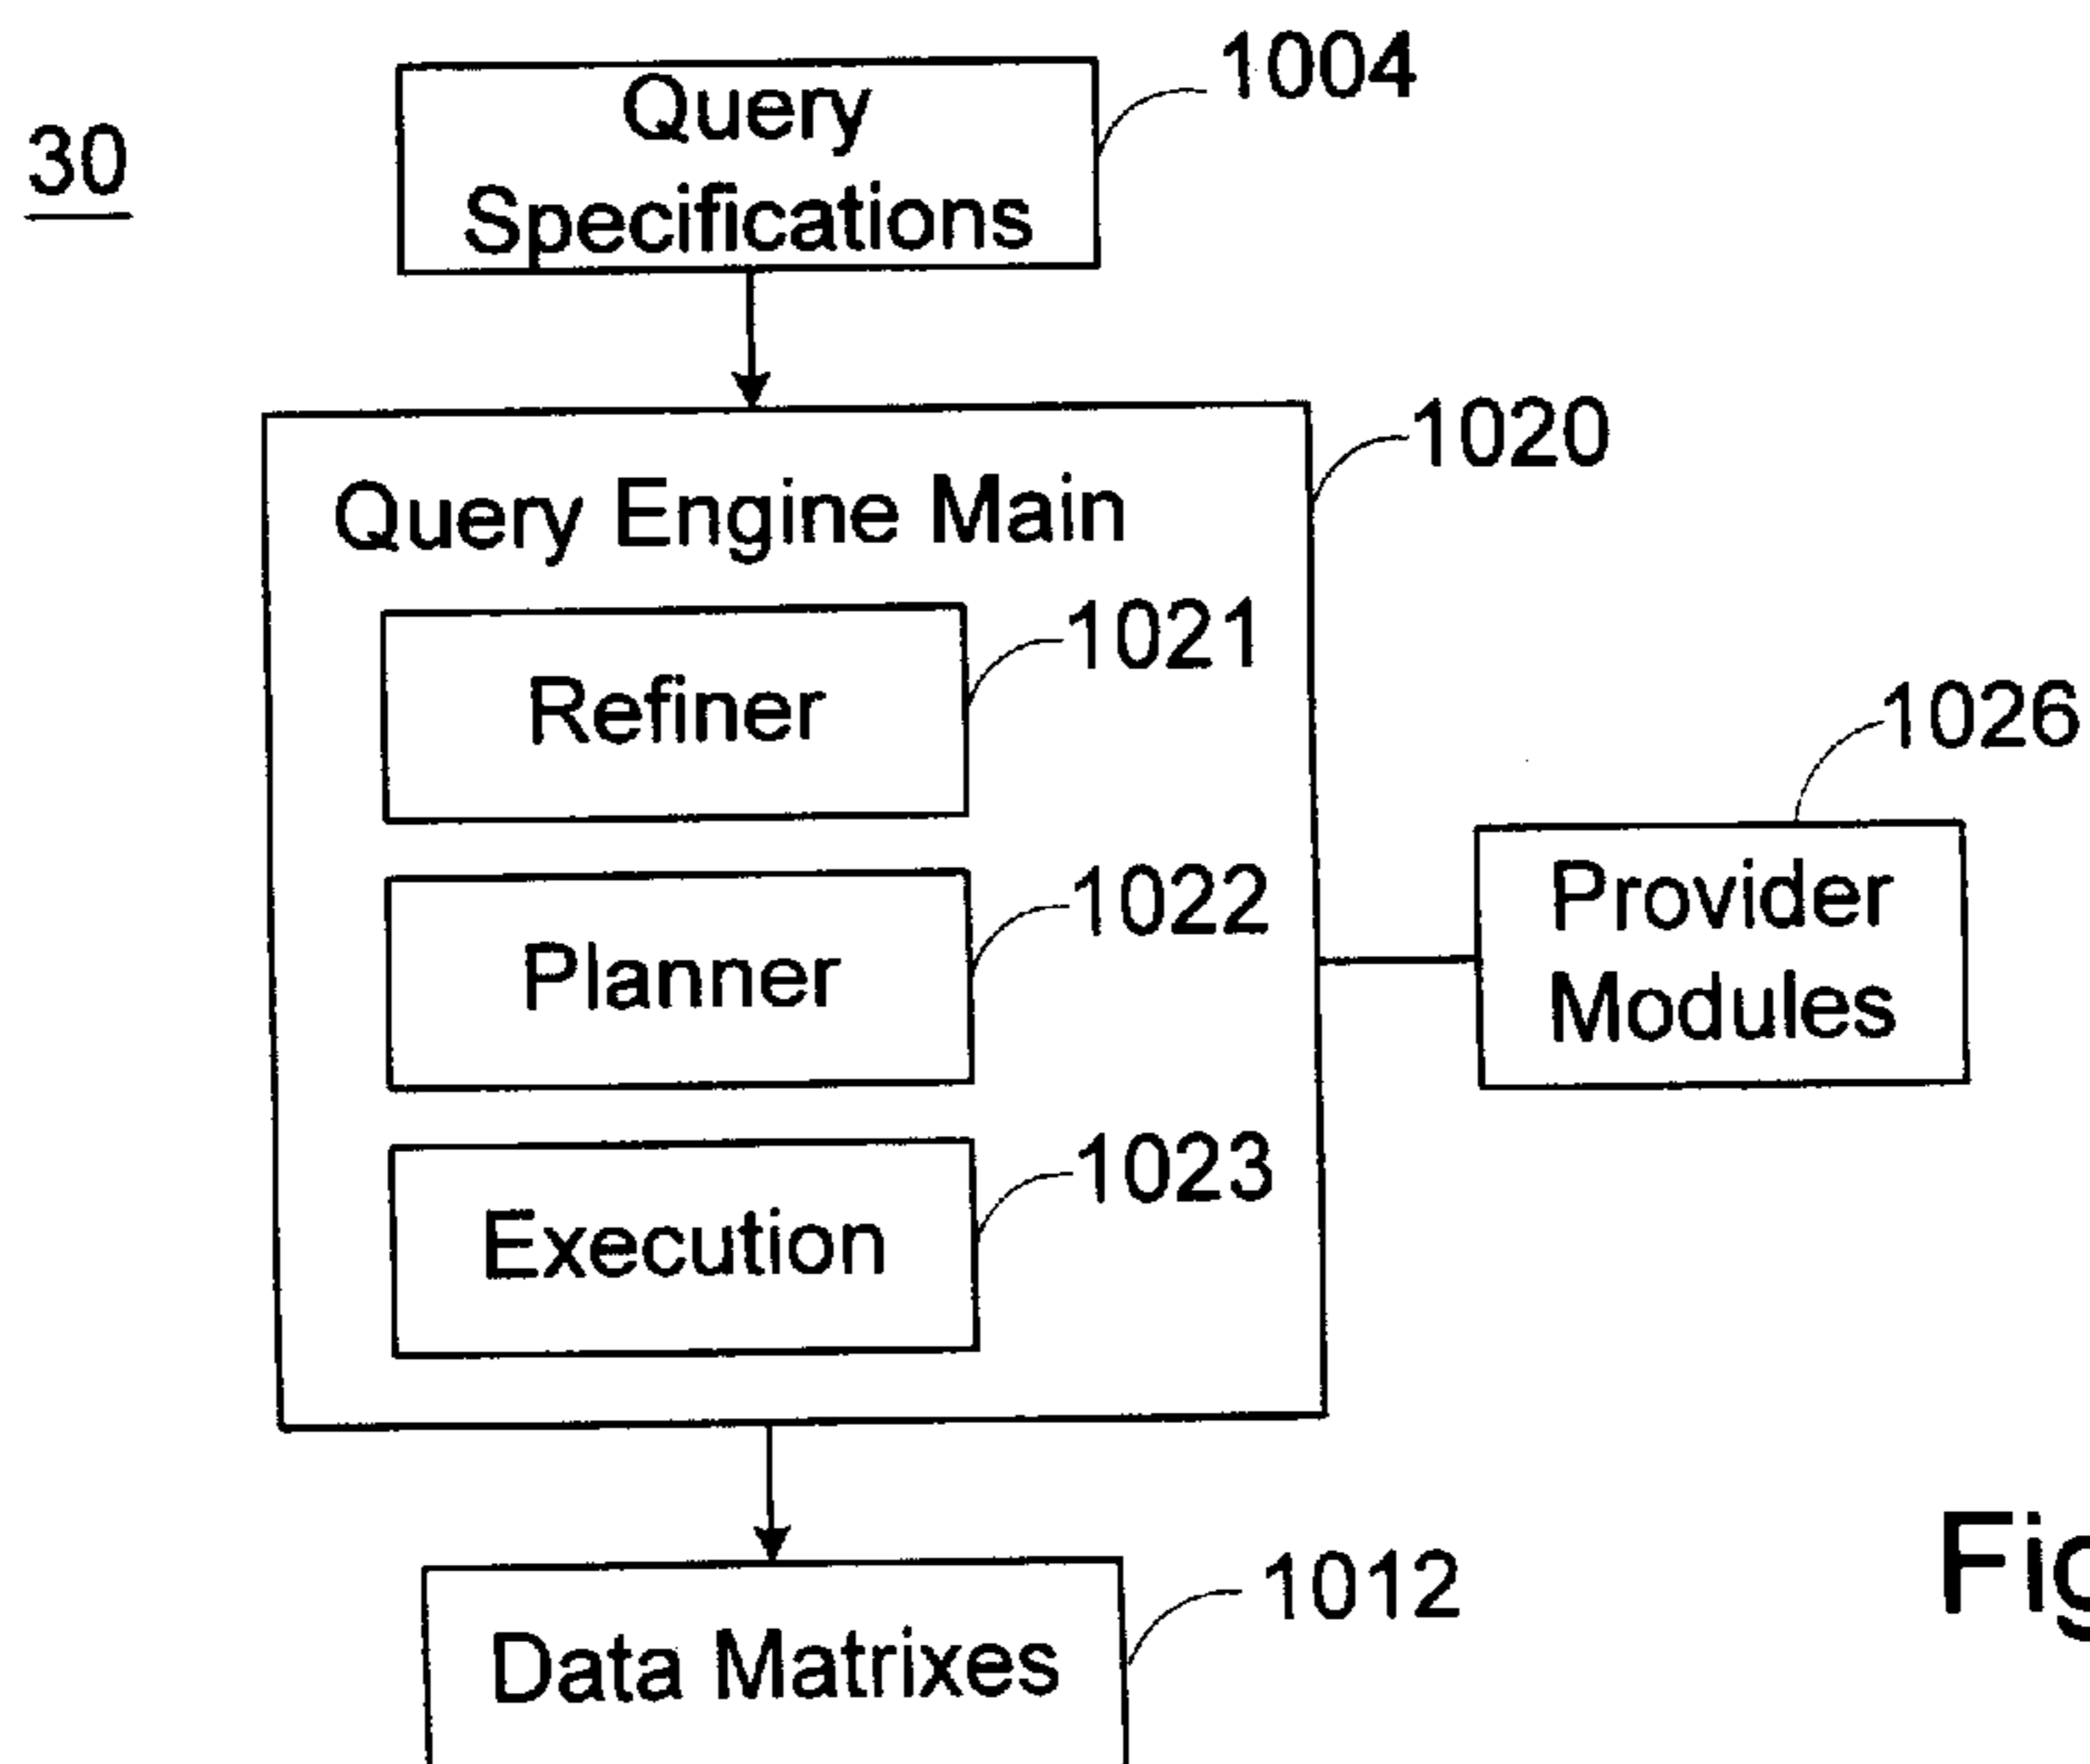 30
Query
Specifications
1004
Query Engine Main
1020
Refiner
1021
Planner
1022
Execution
1023
Provider
Modules
1026
Data Matrixes
1012